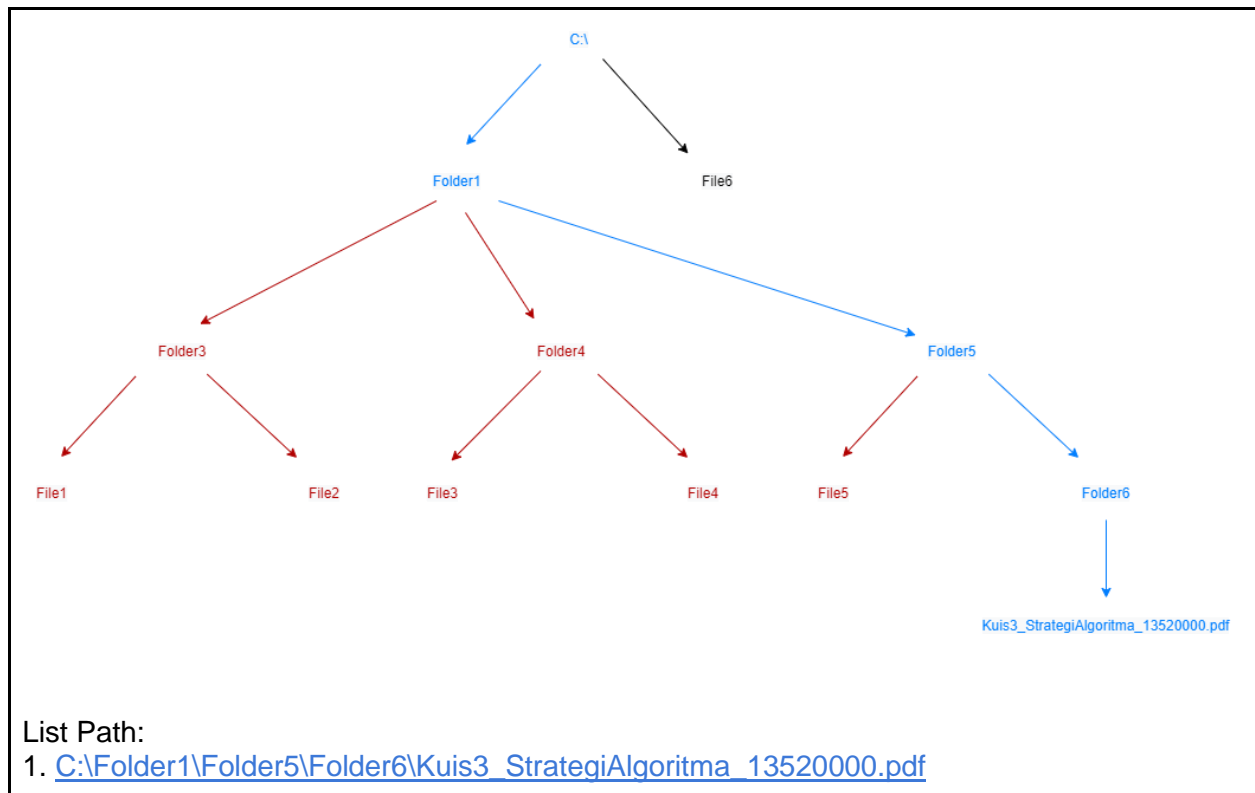 C:\
Folder1 File6
Folder3 Folder4 Folder5
File1 File2 File3 File4 File5 Folder6
Kuis3_StrategiAlgoritma_13520000.pdf
List Path:
1. C:\Folder1\Folder5\Folder6\Kuis3_StrategiAlgoritma_13520000.pdf